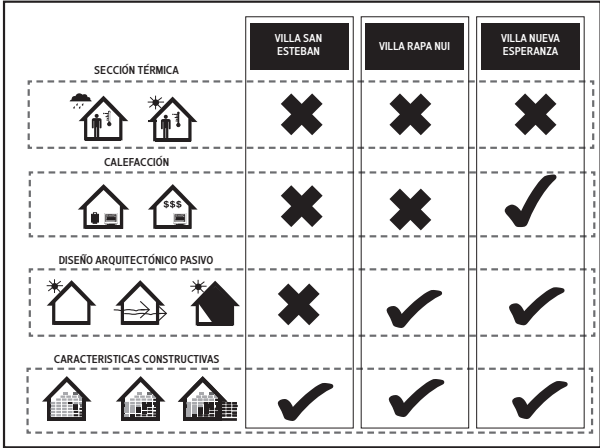 VILLA SAN
ESTEBAN
VILLA RAPA NUI
VILLA NUEVA
ESPERANZA
SECCIÓN TÉRMICA
CALEFACCIÓN
$$$
DISEÑO ARQUITECTÓNICO PASIVO
CARACTERISTICAS CONSTRUCTIVAS